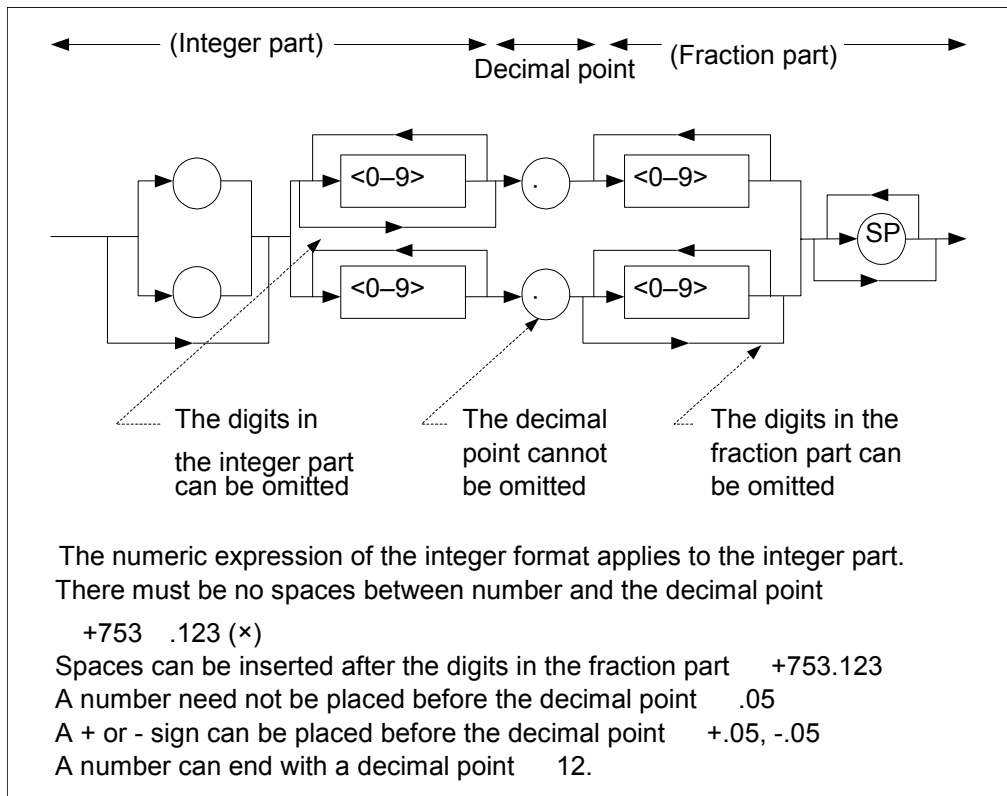 (Integer part)
Decimal point
(Fraction part)
<0–9>
.
<0–9>
SP
<0–9>
.
<0–9>
The digits in
the integer part
can be omitted
The decimal
point cannot
be omitted
The digits in the
fraction part can
be omitted
The numeric expression of the integer format applies to the integer part.
There must be no spaces between number and the decimal point
+753 .123 (×)
Spaces can be inserted after the digits in the fraction part +753.123
A number need not be placed before the decimal point .05
A + or - sign can be placed before the decimal point +.05, -.05
A number can end with a decimal point 12.